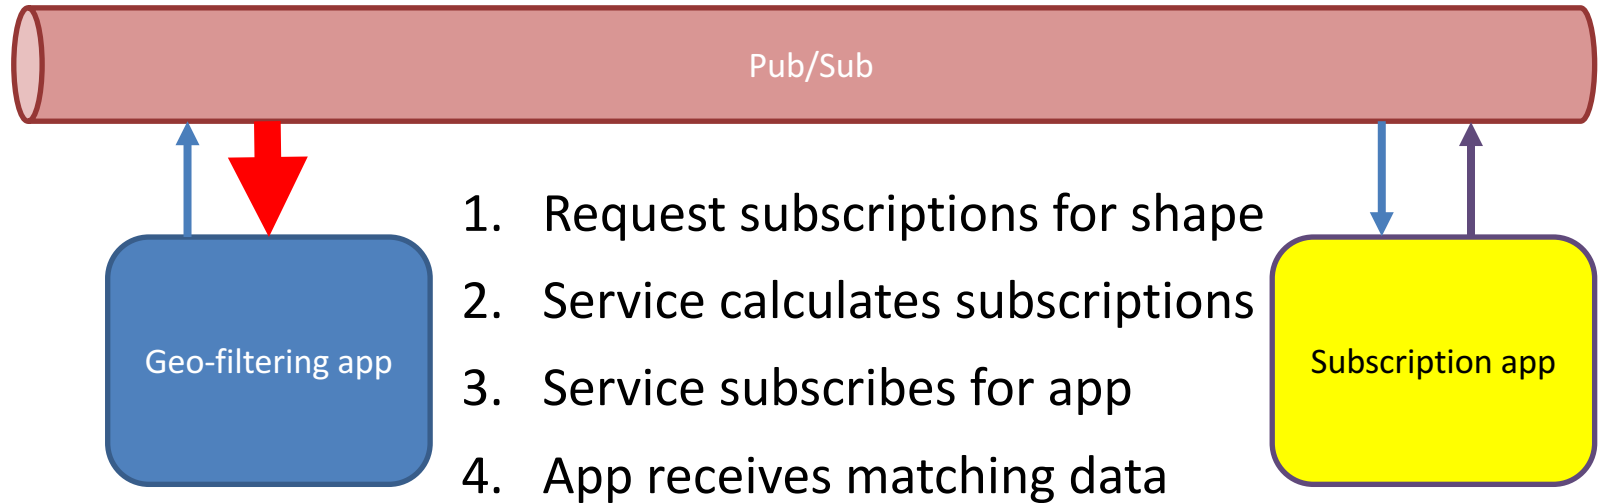 Pub/Sub
1. Request subscriptions for shape
2. Service calculates subscriptions
Geo-filtering app
Subscription app
3. Service subscribes for app
4. App receives matching data